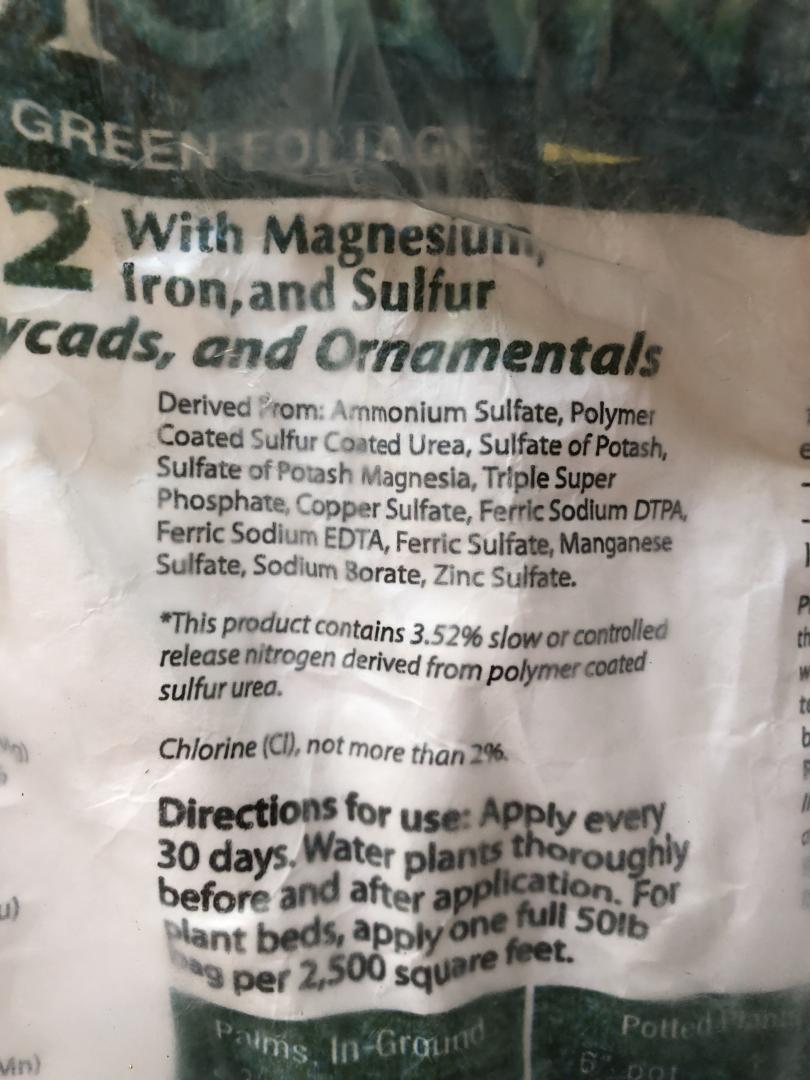 GREEN FOLIAGE
2 With Magnesium,
Iron, and Sulfur
ycads, and Ornamentals
Derived From: Ammonium Sulfate, Polymer
Coated Sulfur Coated Urea, Sulfate of Potash,
Sulfate of Potash Magnesia, Triple Super
Phosphate, Copper Sulfate, Ferric Sodium DTPA,
Ferric Sodium EDTA, Ferric Sulfate, Manganese
Sulfate, Sodium Borate, Zinc Sulfate.
*This product contains 3.52% slow or controlled
release nitrogen derived from polymer coated
sulfur urea.
Chlorine (Cl), not more than 2%.
Directions for use: Apply every
30 days. Water plants thoroughly
before and after application. For
plant beds, apply one full 50lb
bag per 2,500 square feet.
Palms, In-Ground
Potted Plants
6" pot